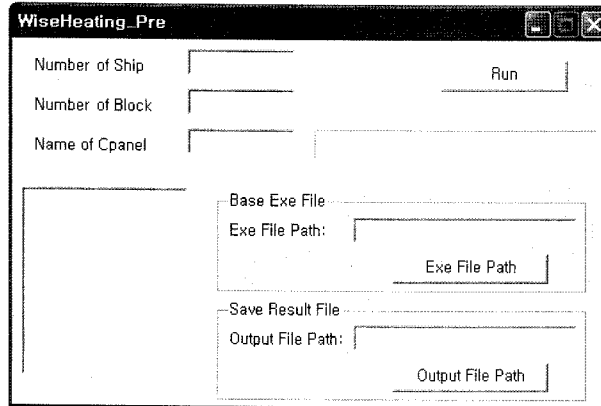 WiseHeating_Pre
Number of Ship
Run
Number of Block
Name of Cpanel
Base Exe File
Exe File Path:
Exe File Path
Save Result File
Output File Path:
Output File Path